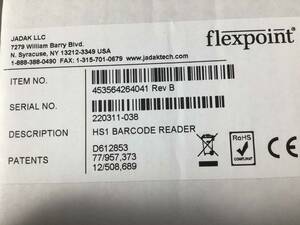 JADAK LLC
7279 William Barry Blvd.
N. Syracuse, NY 13212-3349 USA
1-888-388-0490 FAX: 1-315-701-0679 www.jadaktech.com
flexpoint
ITEM NO. 453564264041 Rev B
SERIAL NO. 220311-038
DESCRIPTION HS1 BARCODE READER
PATENTS D612853
77/957,373
12/508,689
RoHS
CE